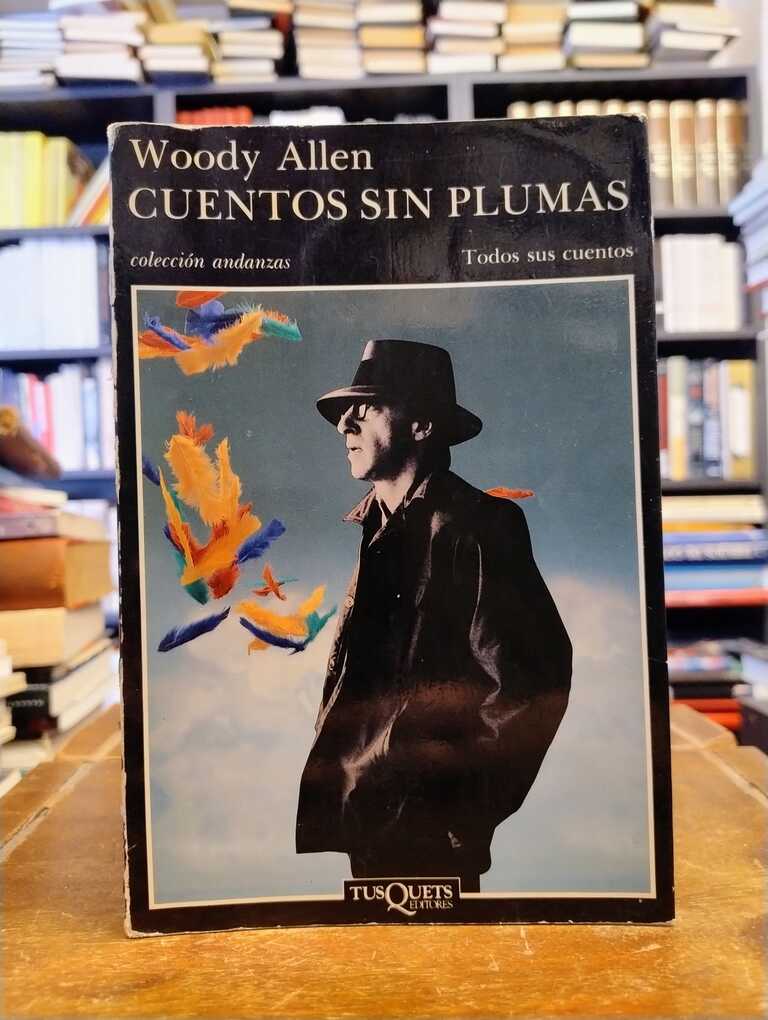 Woody Allen
CUENTOS SIN PLUMAS
colección andanzas
Todos sus cuentos
TUSQUETS
EDITORES